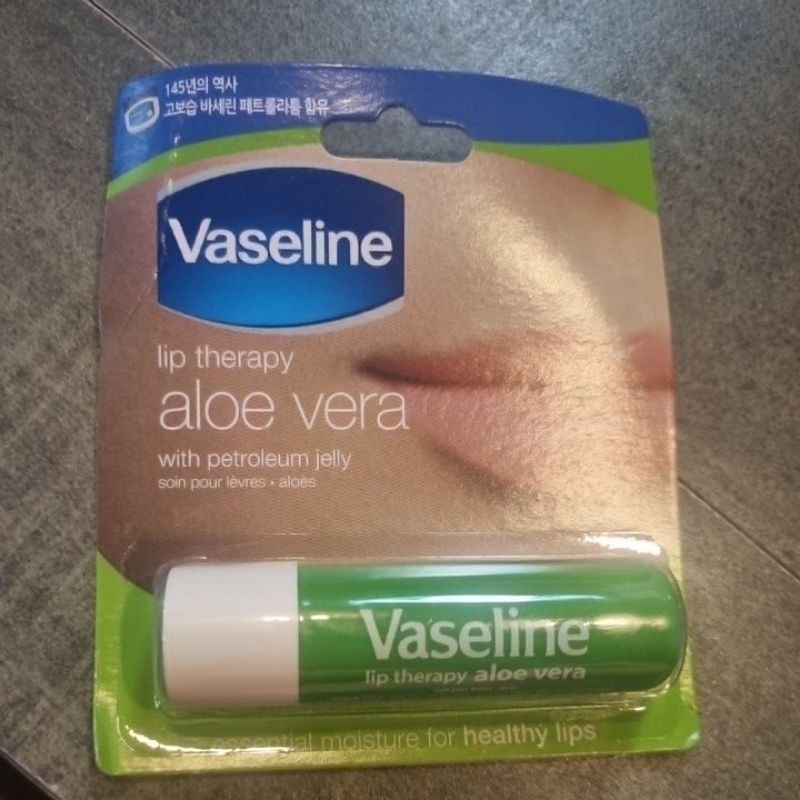 145년의 역사
고보습 바세린 페트롤라튬 함유
Vaseline
lip therapy
aloe vera
with petroleum jelly
soin pour lèvres • aloès
Vaseline
lip therapy aloe vera
essential moisture for healthy lips